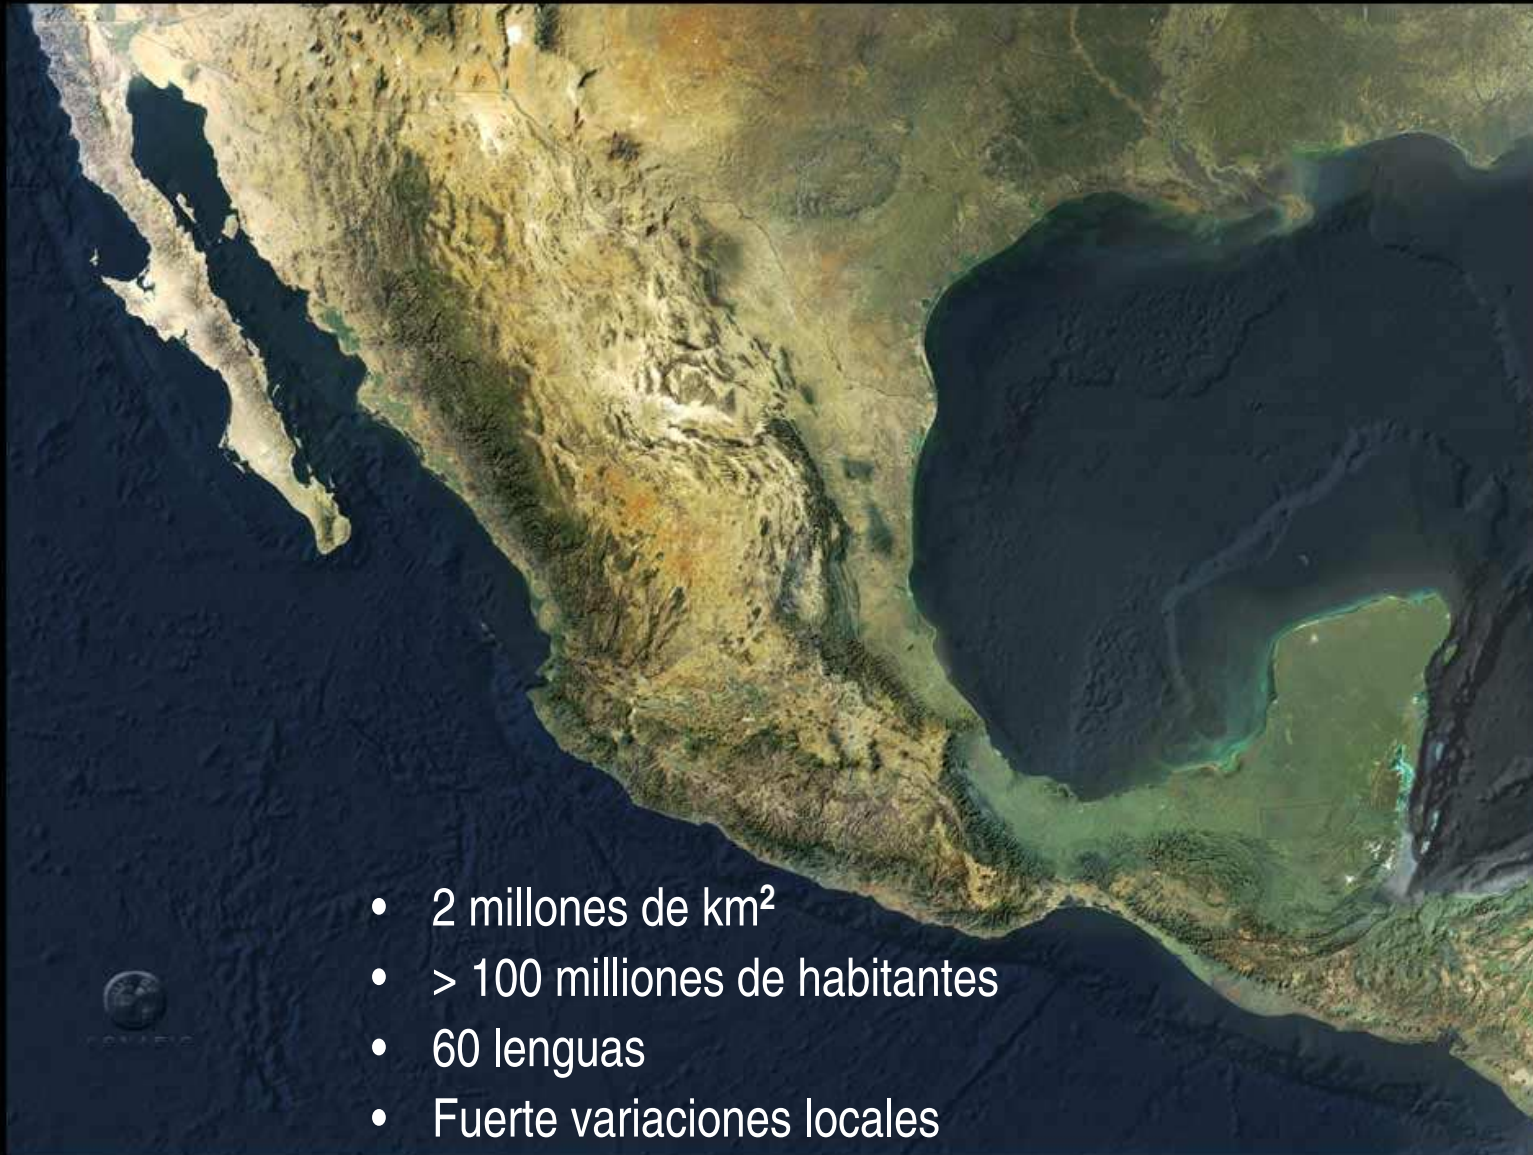 • 2 millones de km²
• > 100 milliones de habitantes
• 60 lenguas
• Fuerte variaciones locales